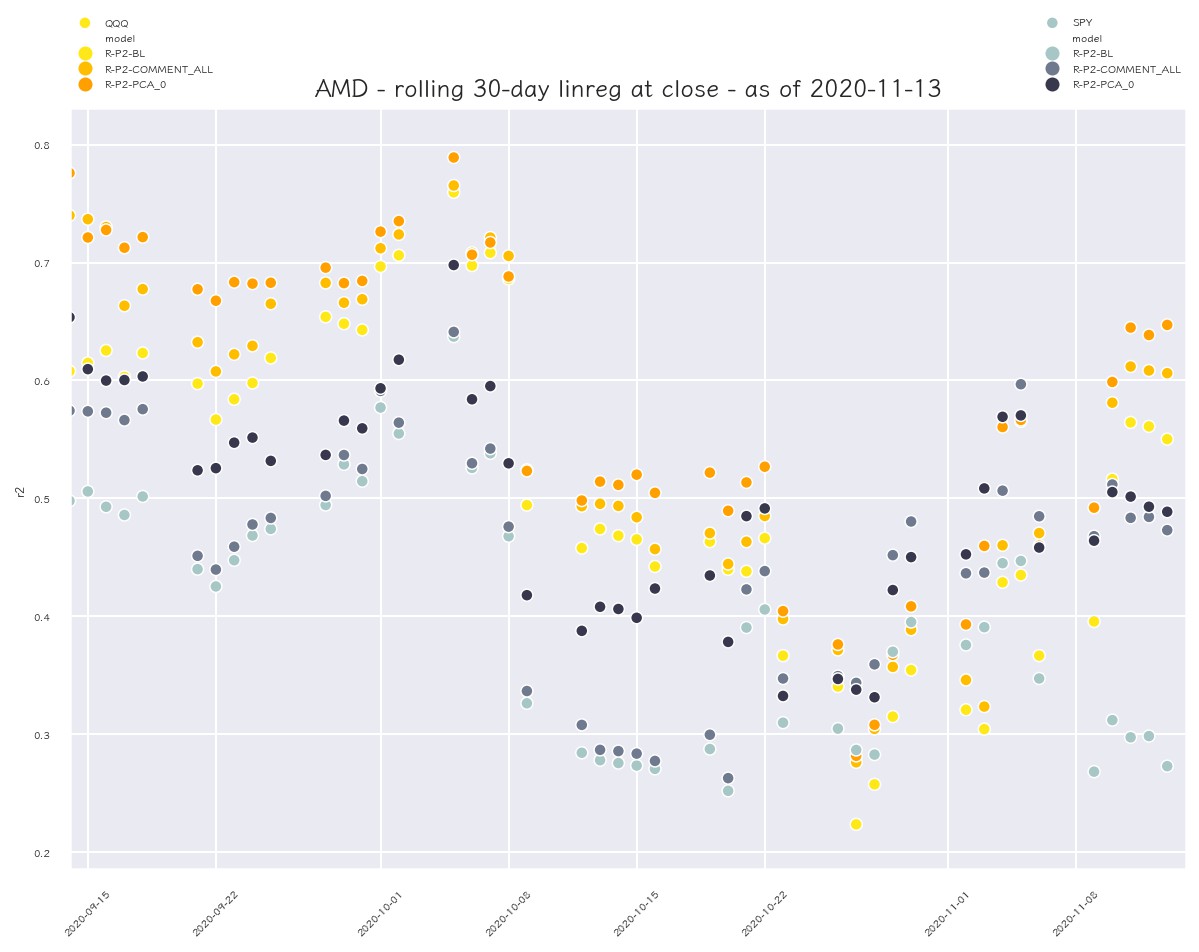 QQQ
model
R-P2-BL
R-P2-COMMENT_ALL
R-P2-PCA_0
SPY
model
R-P2-BL
R-P2-COMMENT_ALL
R-P2-PCA_0
AMD - rolling 30-day linreg at close - as of 2020-11-13
0.8
0.7
0.6
0.5
0.4
0.3
0.2
r2
2020-09-15
2020-09-22
2020-10-01
2020-10-08
2020-10-15
2020-10-22
2020-11-01
2020-11-08